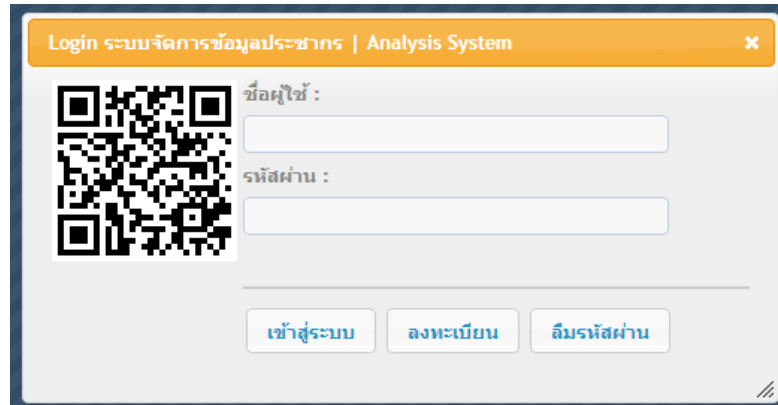 Login ระบบจัดการข้อมูลประชากร | Analysis System
ชื่อผู้ใช้ :
รหัสผ่าน :
เข้าสู่ระบบ ลงทะเบียน ลืมรหัสผ่าน